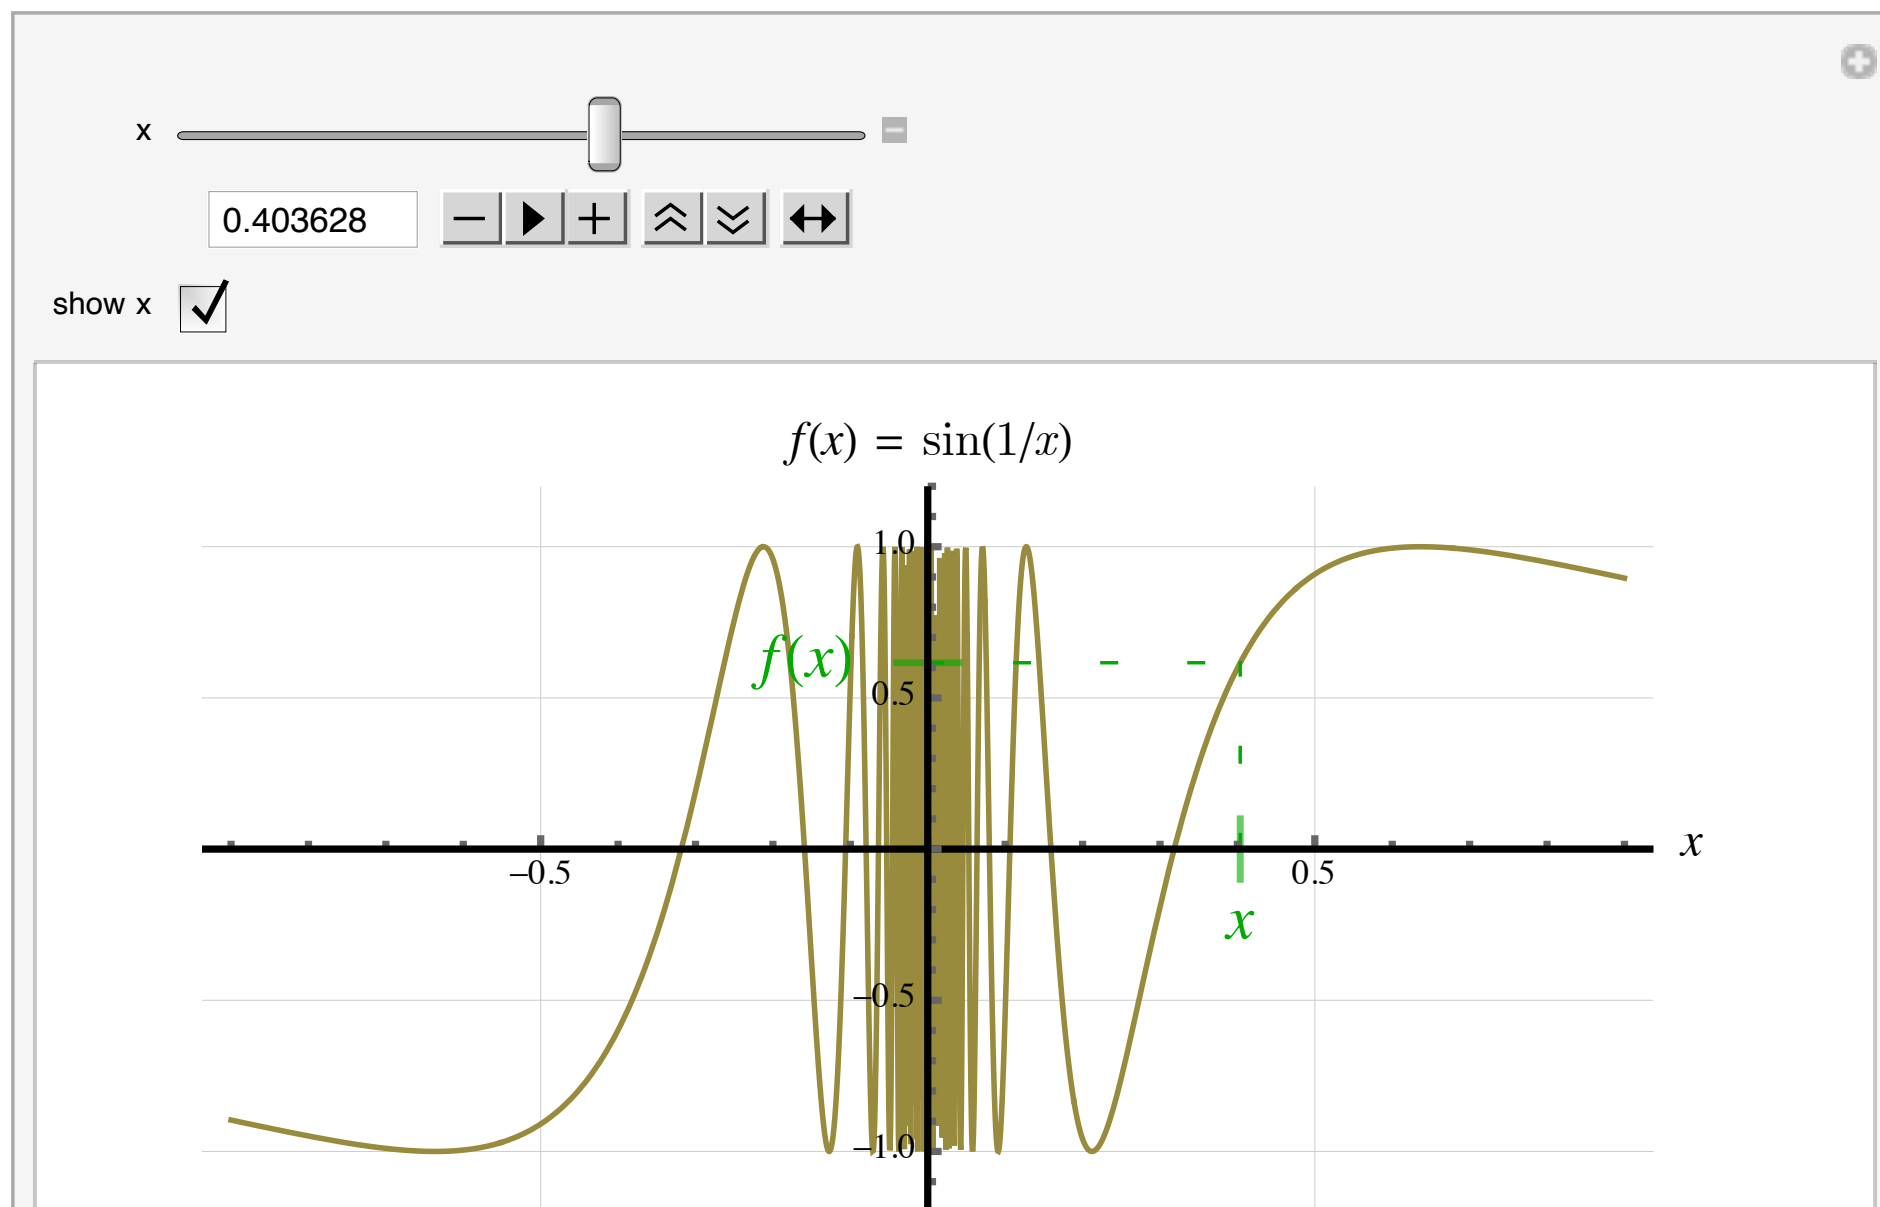 x
0.403628
show x
f(x) = sin(1/x)
1.0
f(x)
0.5
x
–0.5
0.5
x
–0.5
–1.0